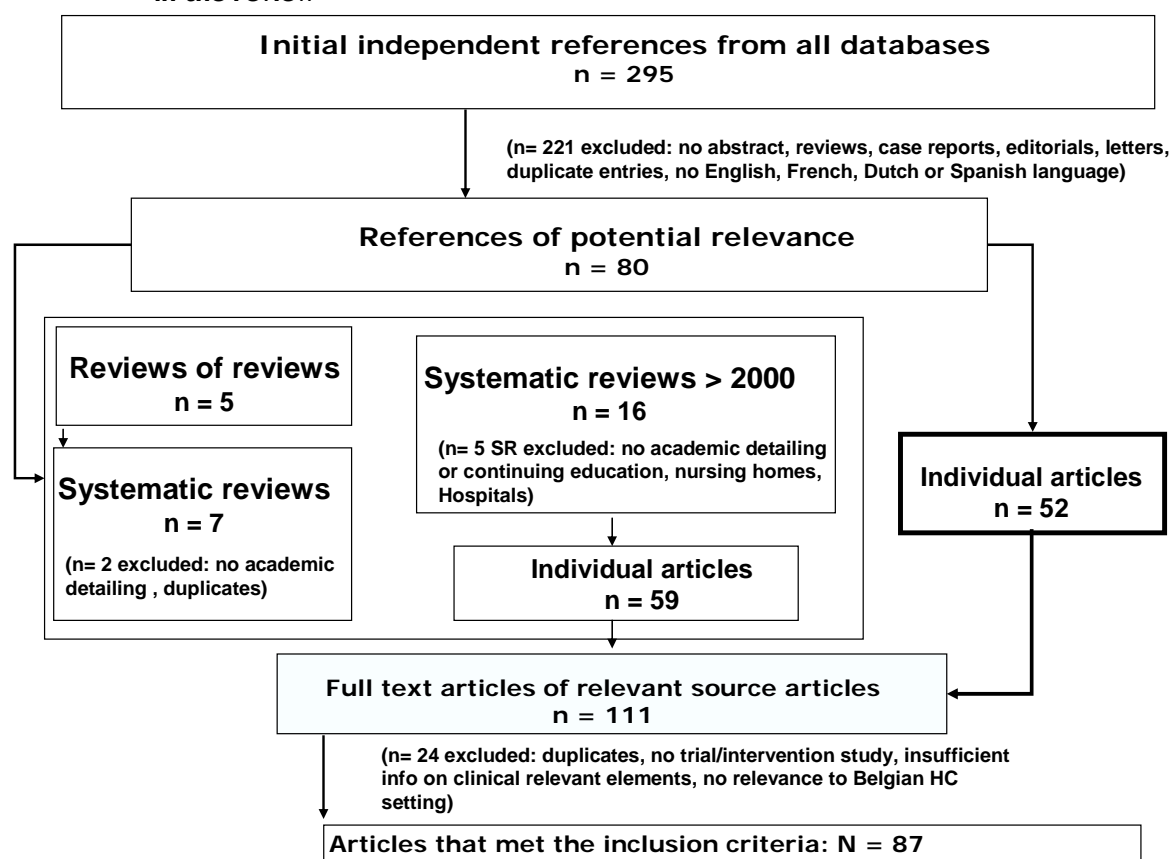 Initial independent references from all databases
n = 295
(n= 221 excluded: no abstract, reviews, case reports, editorials, letters,
duplicate entries, no English, French, Dutch or Spanish language)
References of potential relevance
n = 80
Reviews of reviews
n = 5
Systematic reviews
n = 7
(n= 2 excluded: no academic
detailing , duplicates)
Systematic reviews > 2000
n = 16
(n= 5 SR excluded: no academic detailing
or continuing education, nursing homes,
Hospitals)
Individual articles
n = 59
Individual articles
n = 52
Full text articles of relevant source articles
n = 111
(n= 24 excluded: duplicates, no trial/intervention study, insufficient
info on clinical relevant elements, no relevance to Belgian HC
setting)
Articles that met the inclusion criteria: N = 87